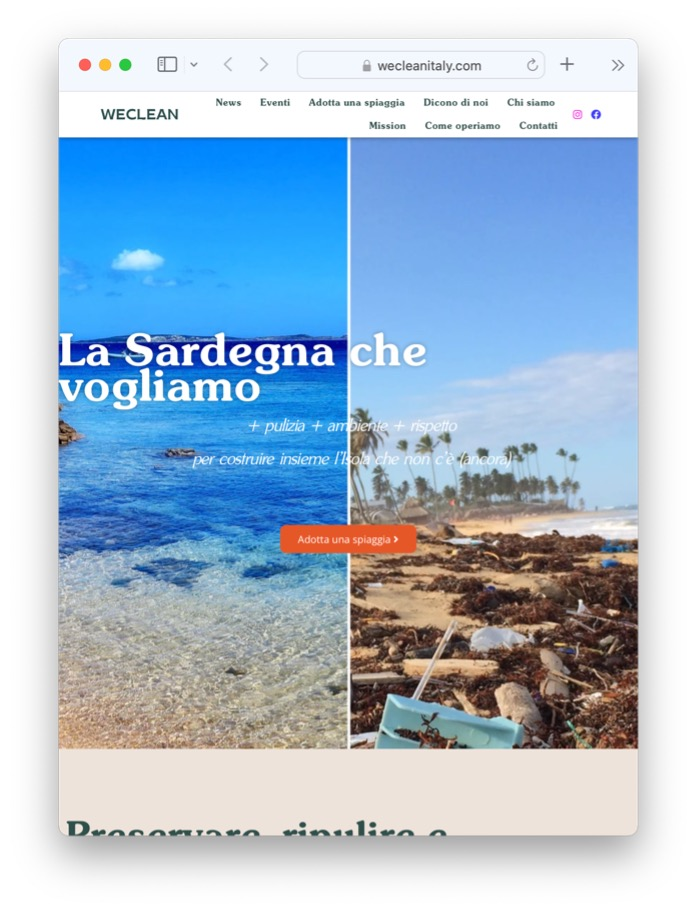 wecleanitaly.com
WECLEAN
News Eventi Adotta una spiaggia Dicono di noi Chi siamo
Mission Come operiamo Contatti
La Sardegna che
vogliamo
+ pulizia + ambiente + rispetto
per costruire insieme l'Isola che non c'è (ancora)
Adotta una spiaggia
Preservare, ripulire e